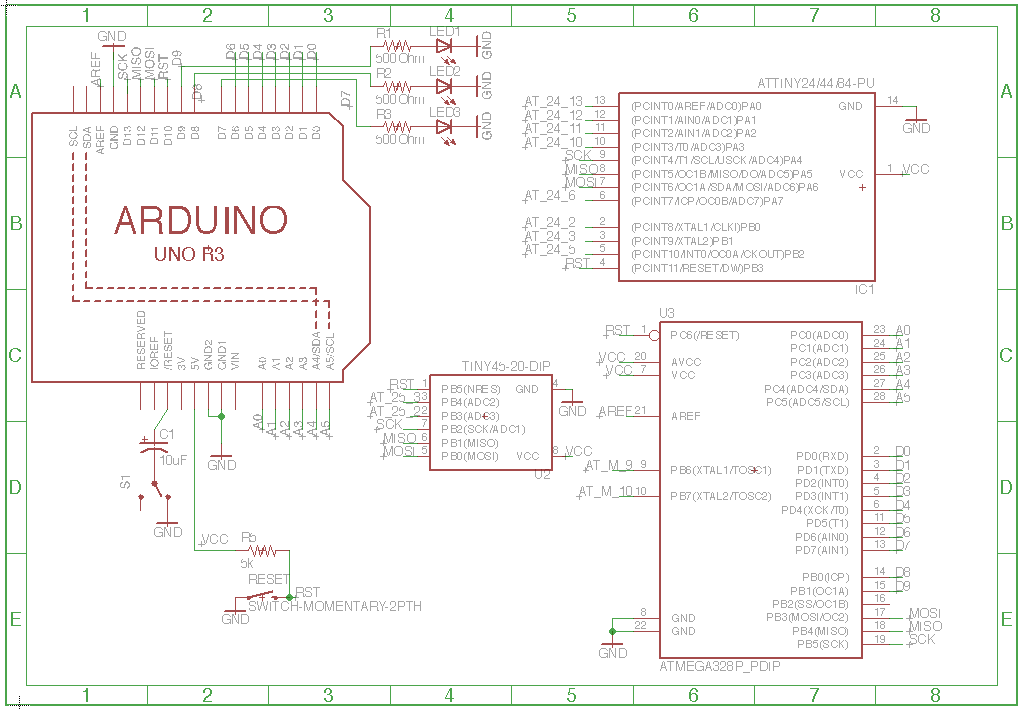 1 2 3 4 5 6 7 8
A
B
C
D
E
A
B
C
D
E
1 2 3 4 5 6 7 8
AREF
GND
SCK
MISO
MOSI
RST
D9
D8
D6
D5
D4
D3
D2
D1
D0
D7
R1
500 Ohm
LED1
GND
R2
500 Ohm
LED2
GND
R3
500 Ohm
LED3
GND
SCL
SDA
AREF
GND
D13
D12
D11
D10
D9
D8
D7
D6
D5
D4
D3
D2
D1
D0
ARDUINO
UNO R3
RESERVED
IOREF
/RESET
3V
5V
GND2
GND1
VIN
A0
A1
A2
A3
A4/SDA
A5/SCL
A0
A1
A2
A3
A4
A5
GND
C1
10uF
S1
GND
VCC
R5
5k
RESET
RST
SWITCH-MOMENTARY-2PTH
GND
ATTINY24/44/84-PU
AT_24_13 13 (PCINT0/AREF/ADC0)PA0
AT_24_12 12 (PCINT1/AIN0/ADC1)PA1
AT_24_11 11 (PCINT2/AIN1/ADC2)PA2
AT_24_10 10 (PCINT3/T0/ADC3)PA3
SCK 9 (PCINT4/T1/SCL/USCK/ADC4)PA4
MISO 8 (PCINT5/OC1B/MISO/DO/ADC5)PA5
MOSI 7 (PCINT6/OC1A/SDA/MOSI/ADC6)PA6
AT_24_6 6 (PCINT7/ICP/OC0B/ADC7)PA7
AT_24_2 2 (PCINT8/XTAL1/CLKI)PB0
AT_24_3 3 (PCINT9/XTAL2)PB1
AT_24_5 5 (PCINT10/INT0/OC0A/CKOUT)PB2
RST 4 (PCINT11/RESET/DW)PB3
GND 14
GND
VCC 1 VCC
IC1
TINY45-20-DIP
RST 1 PB5(NRES)
AT_25_3 3 PB4(ADC2)
AT_25_2 2 PB3(ADC3)
SCK 7 PB2(SCK/ADC1)
MISO 6 PB1(MISO)
MOSI 5 PB0(MOSI)
GND 4
GND
VCC 8 VCC
U2
U3
RST 1 PC6(/RESET)
VCC 20 AVCC
VCC 7 VCC
AREF 21 AREF
AT_M_9 9 PB6(XTAL1/TOSC1)
AT_M_10 10 PB7(XTAL2/TOSC2)
8 GND
22 GND
GND
PC0(ADC0) 23 A0
PC1(ADC1) 24 A1
PC2(ADC2) 25 A2
PC3(ADC3) 26 A3
PC4(ADC4/SDA) 27 A4
PC5(ADC5/SCL) 28 A5
PD0(RXD) 2 D0
PD1(TXD) 3 D1
PD2(INT0) 4 D2
PD3(INT1) 5 D3
PD4(XCK/T0) 6 D4
PD5(T1) 11 D5
PD6(AIN0) 12 D6
PD7(AIN1) 13 D7
PB0(ICP) 14 D8
PB1(OC1A) 15 D9
PB2(SS/OC1B) 16
PB3(MOSI/OC2) 17 MOSI
PB4(MISO) 18 MISO
PB5(SCK) 19 SCK
ATMEGA328P_PDIP